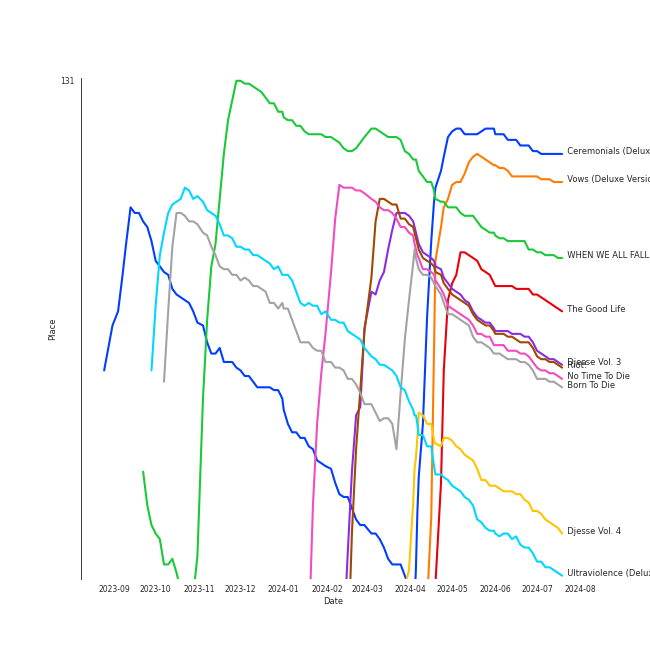 131
Place
Ceremonials (Delux
Vows (Deluxe Versio
WHEN WE ALL FALL
The Good Life
Djesse Vol. 3
Riot!
No Time To Die
Born To Die
Djesse Vol. 4
Ultraviolence (Delu
2023-09 2023-10 2023-11 2023-12 2024-01 2024-02 2024-03 2024-04 2024-05 2024-06 2024-07 2024-08
Date